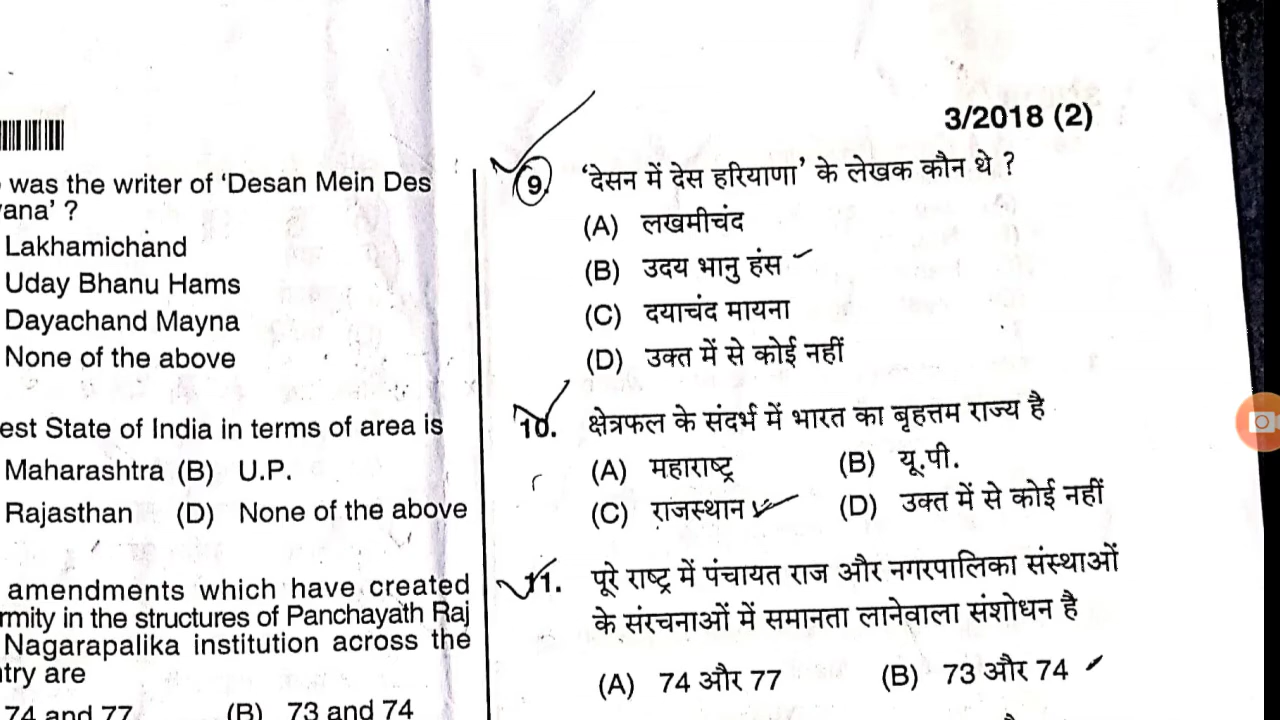 3/2018 (2)
was the writer of ‘Desan Mein Des
ana’ ?
Lakhamichand
Uday Bhanu Hams
Dayachand Mayna
None of the above
est State of India in terms of area is
Maharashtra (B) U.P.
Rajasthan (D) None of the above
amendments which have created
rmity in the structures of Panchayath Raj
Nagarapalika institution across the
try are
74 and 77 (B) 73 and 74
9. ‘देसन में देस हरियाणा’ के लेखक कौन थे ?
(A) लखमीचंद
(B) उदय भानु हंस
(C) दयाचंद मायना
(D) उक्त में से कोई नहीं
10. क्षेत्रफल के संदर्भ में भारत का बृहत्तम राज्य है
(A) महाराष्ट्र (B) यू.पी.
(C) राजस्थान (D) उक्त में से कोई नहीं
11. पूरे राष्ट्र में पंचायत राज और नगरपालिका संस्थाओं
के संरचनाओं में समानता लानेवाला संशोधन है
(A) 74 और 77 (B) 73 और 74